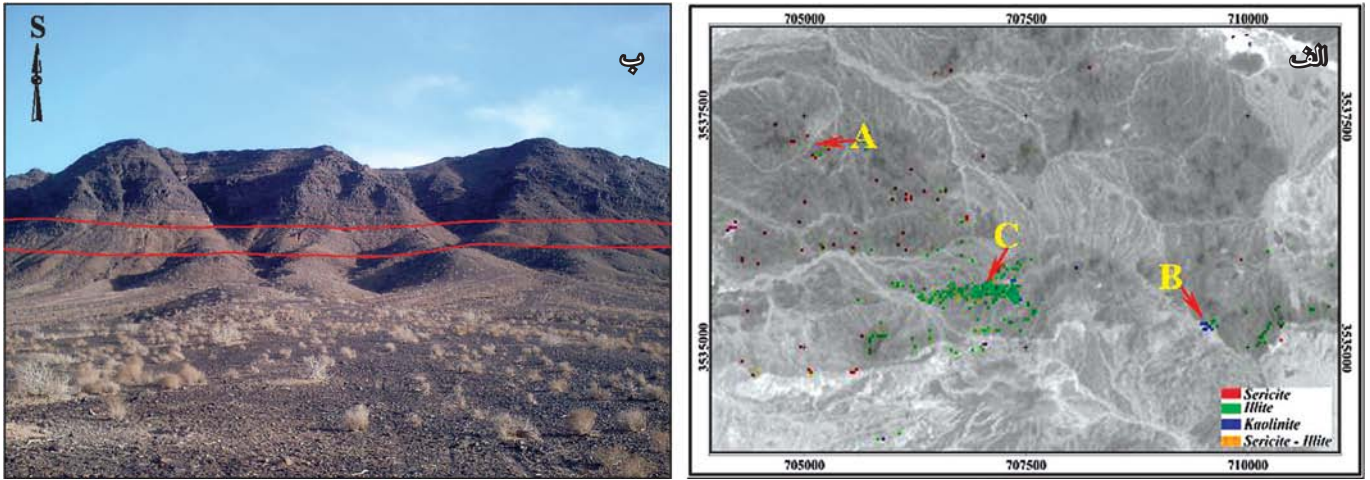 S
ب
الف
705000 707500 710000
3537500 3537500
A
C
B
3535000 3535000
Sericite
Illite
Kaolinite
Sericite - Illite
705000 707500 710000